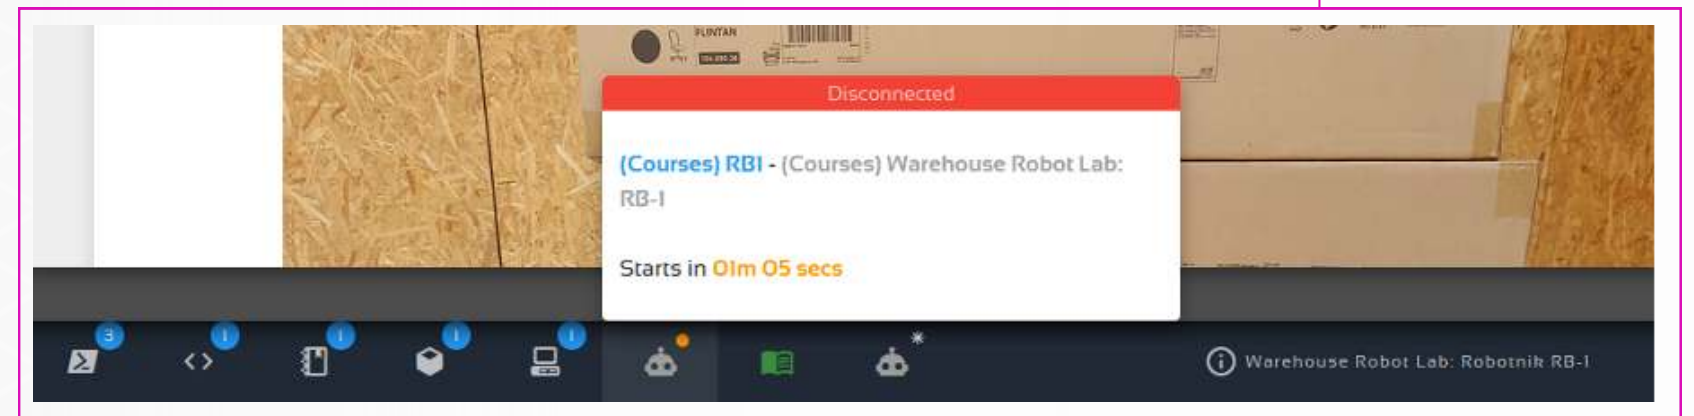 FLINTAN
Disconnected
(Courses) RB1 - (Courses) Warehouse Robot Lab:
RB-1
Starts in 01m 05 secs
3
1
1
1
1
Warehouse Robot Lab: Robotnik RB-1